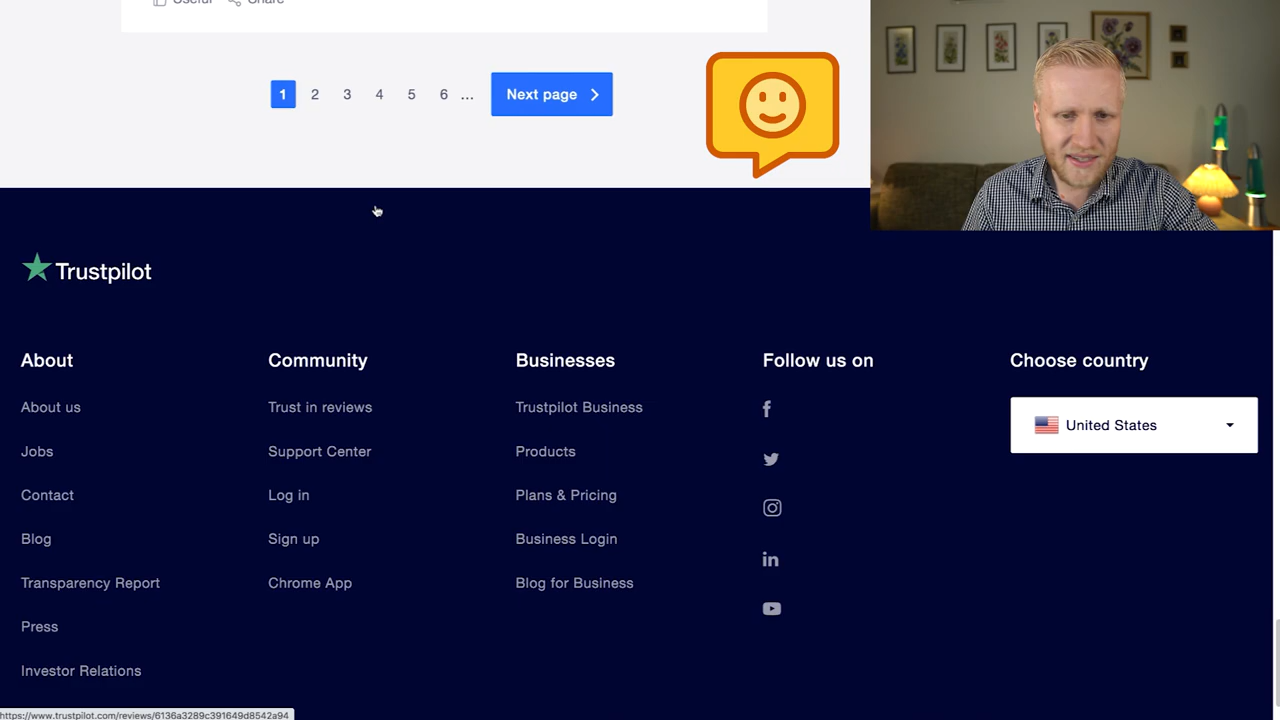 Useful Share
1 2 3 4 5 6 ... Next page
Trustpilot
About
About us
Jobs
Contact
Blog
Transparency Report
Press
Investor Relations
Community
Trust in reviews
Support Center
Log in
Sign up
Chrome App
Businesses
Trustpilot Business
Products
Plans & Pricing
Business Login
Blog for Business
Follow us on
Choose country
United States
https://www.trustpilot.com/reviews/6136a3289c391649d8542a94